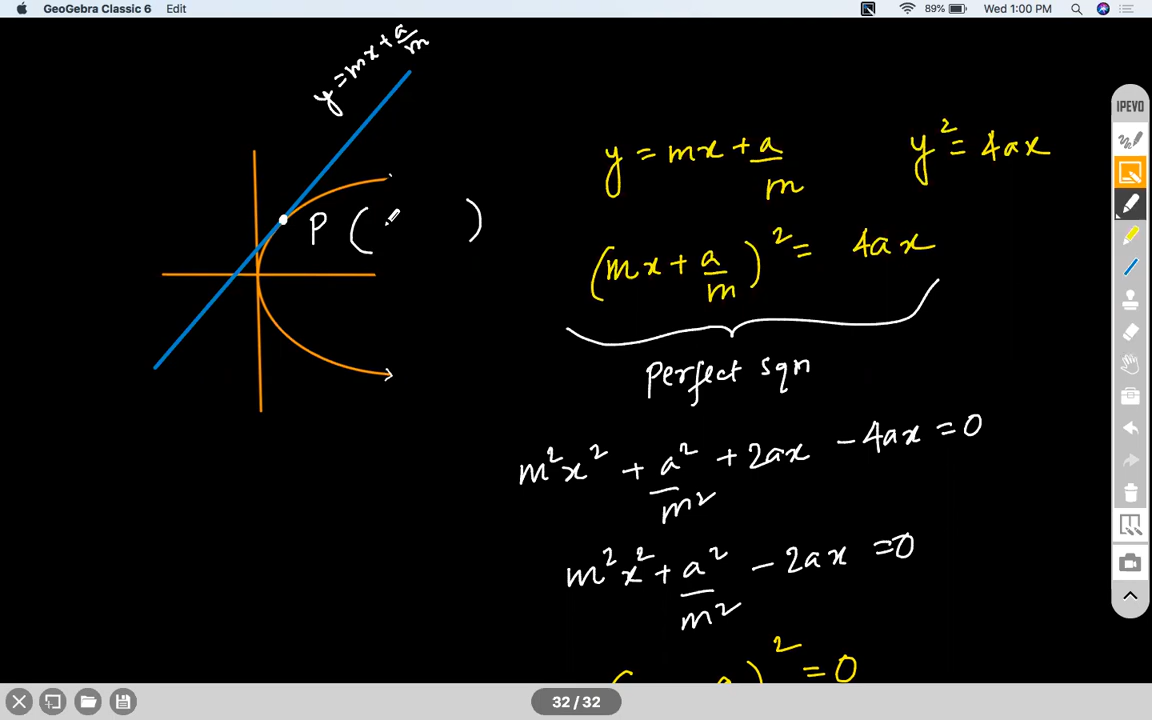 GeoGebra Classic 6 Edit
89% Wed 1:00 PM
y = mx + a/m
P ( )
y = mx + a/m
y² = 4ax
(mx + a/m)² = 4ax
Perfect sqr
m²x² + a²/m² + 2ax − 4ax = 0
m²x² + a²/m² − 2ax = 0
)² = 0
IPEVO
32 / 32